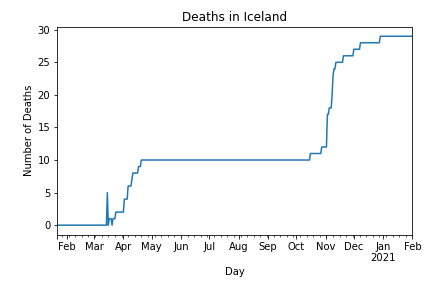 Deaths in Iceland
30
25
20
15
10
5
0
Number of Deaths
Feb Mar Apr May Jun Jul Aug Sep Oct Nov Dec Jan Feb
2021
Day